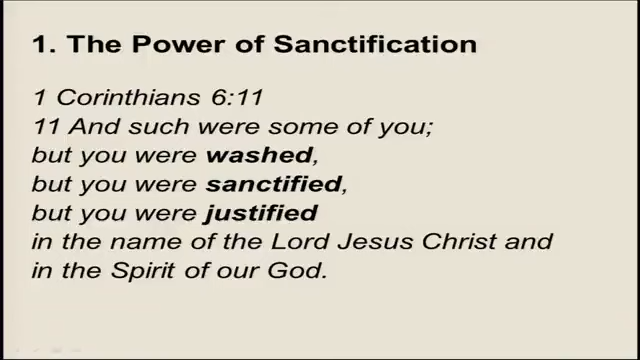 1. The Power of Sanctification
1 Corinthians 6:11
11 And such were some of you;
but you were washed,
but you were sanctified,
but you were justified
in the name of the Lord Jesus Christ and
in the Spirit of our God.